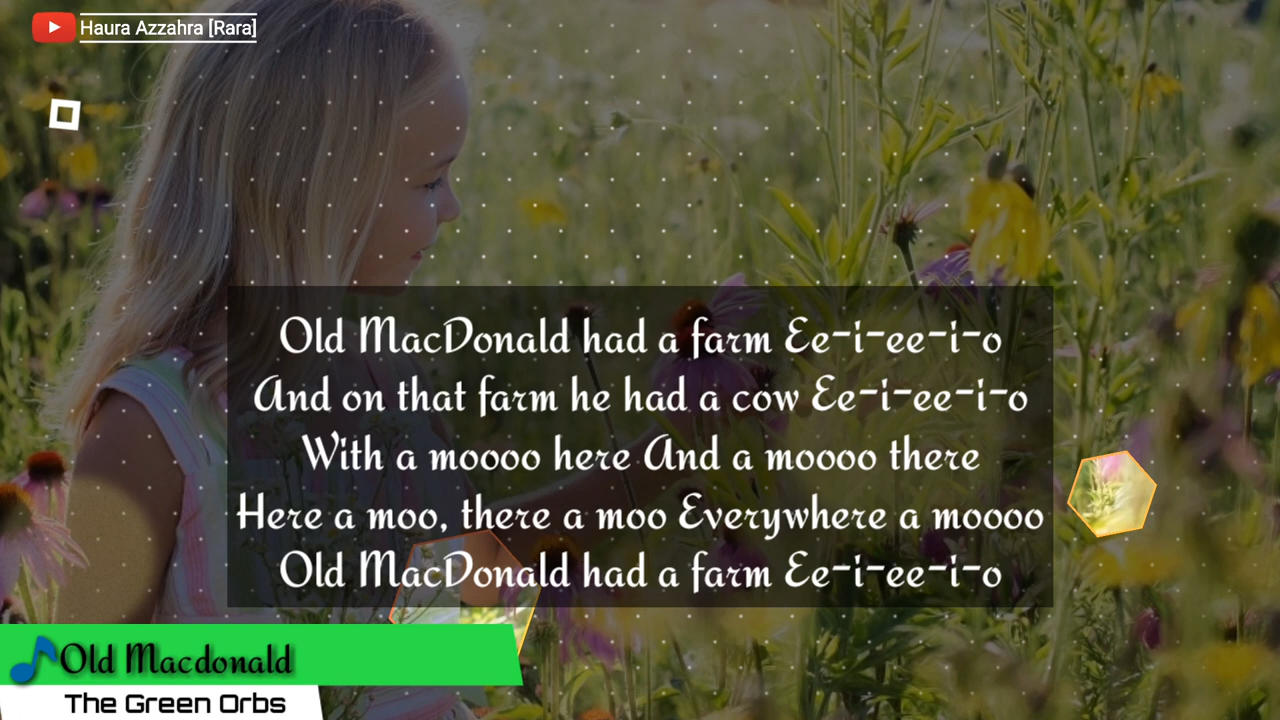 Haura Azzahra [Rara]
Old MacDonald had a farm Ee-i-ee-i-o
And on that farm he had a cow Ee-i-ee-i-o
With a moooo here And a moooo there
Here a moo, there a moo Everywhere a moooo
Old MacDonald had a farm Ee-i-ee-i-o
Old Macdonald
The Green Orbs